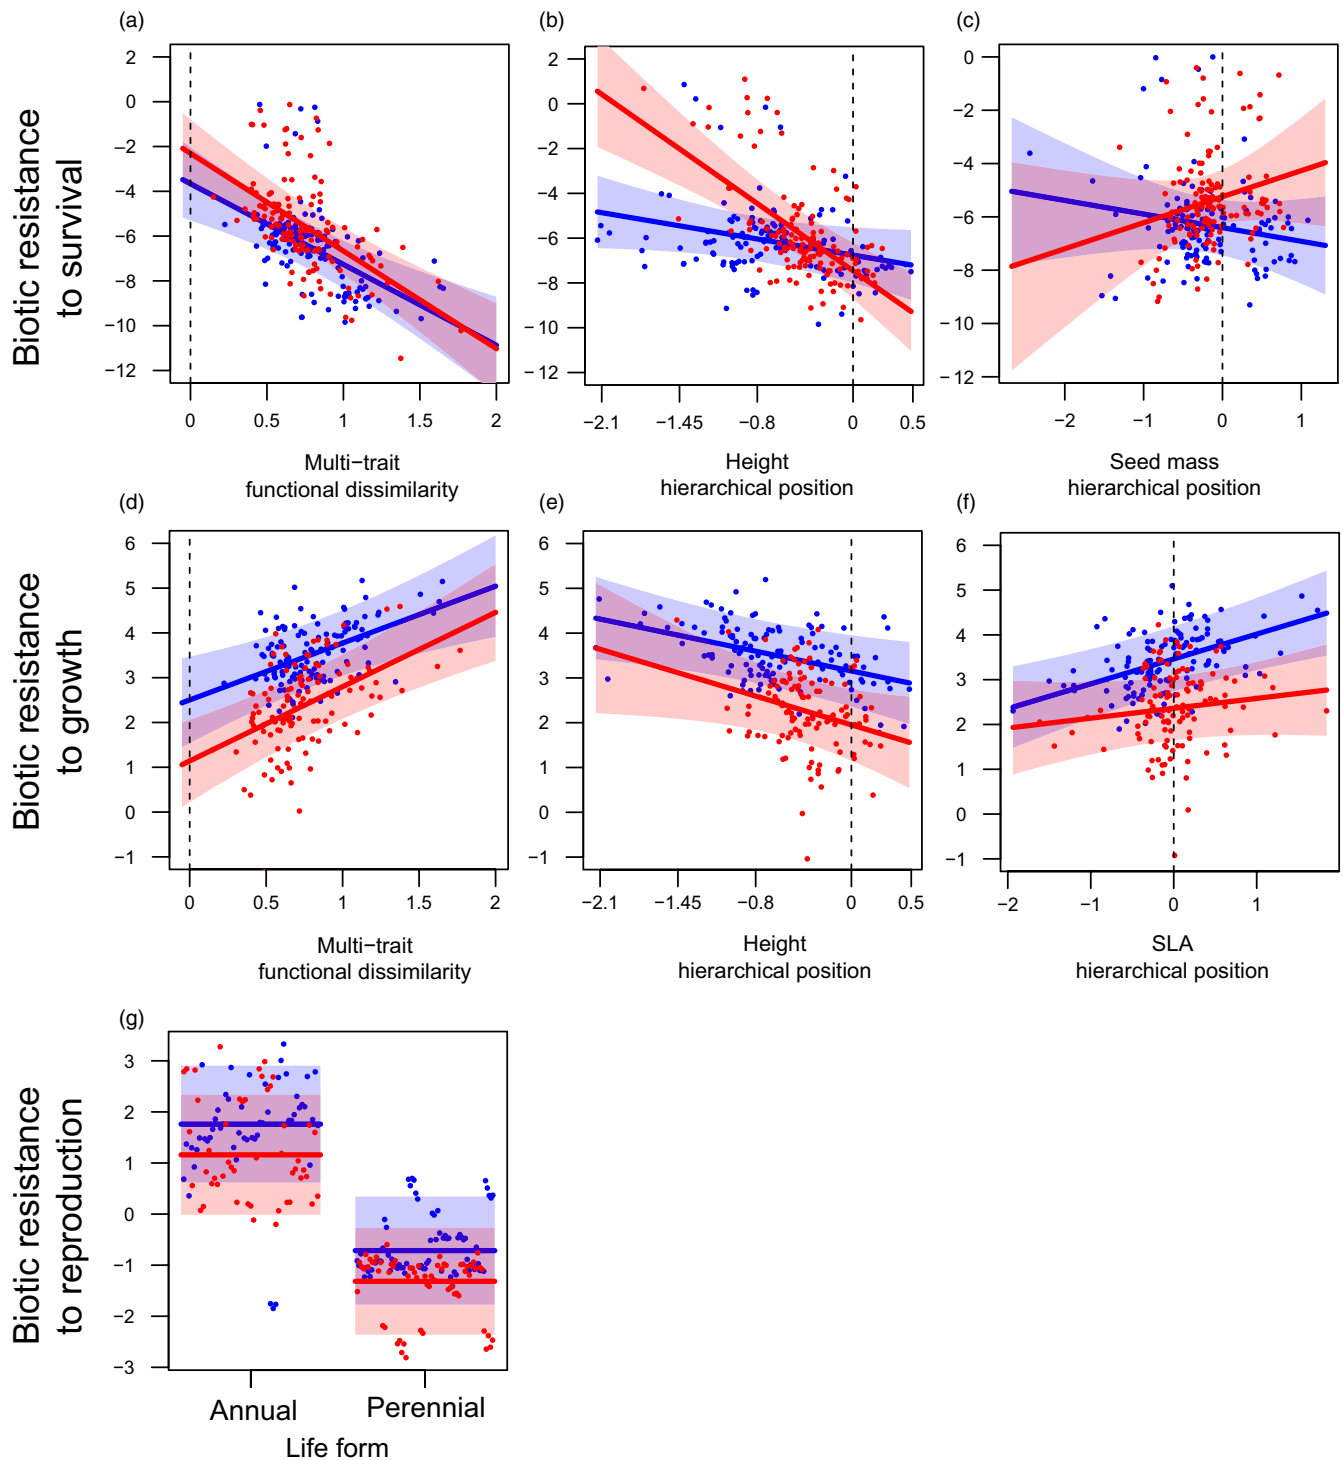 (a)
(b)
(c)
Biotic resistance
to survival
2
0
−2
−4
−6
−8
−10
−12
0
0.5
1
1.5
2
Multi−trait
functional dissimilarity
2
0
−2
−4
−6
−8
−10
−12
−2.1
−1.45
−0.8
0
0.5
Height
hierarchical position
0
−2
−4
−6
−8
−10
−12
−2
−1
0
1
Seed mass
hierarchical position
(d)
(e)
(f)
Biotic resistance
to growth
6
5
4
3
2
1
0
−1
0
0.5
1
1.5
2
Multi−trait
functional dissimilarity
6
5
4
3
2
1
0
−1
−2.1
−1.45
−0.8
0
0.5
Height
hierarchical position
6
5
4
3
2
1
0
−1
−2
−1
0
1
SLA
hierarchical position
(g)
Biotic resistance
to reproduction
3
2
1
0
−1
−2
−3
Annual
Perennial
Life form